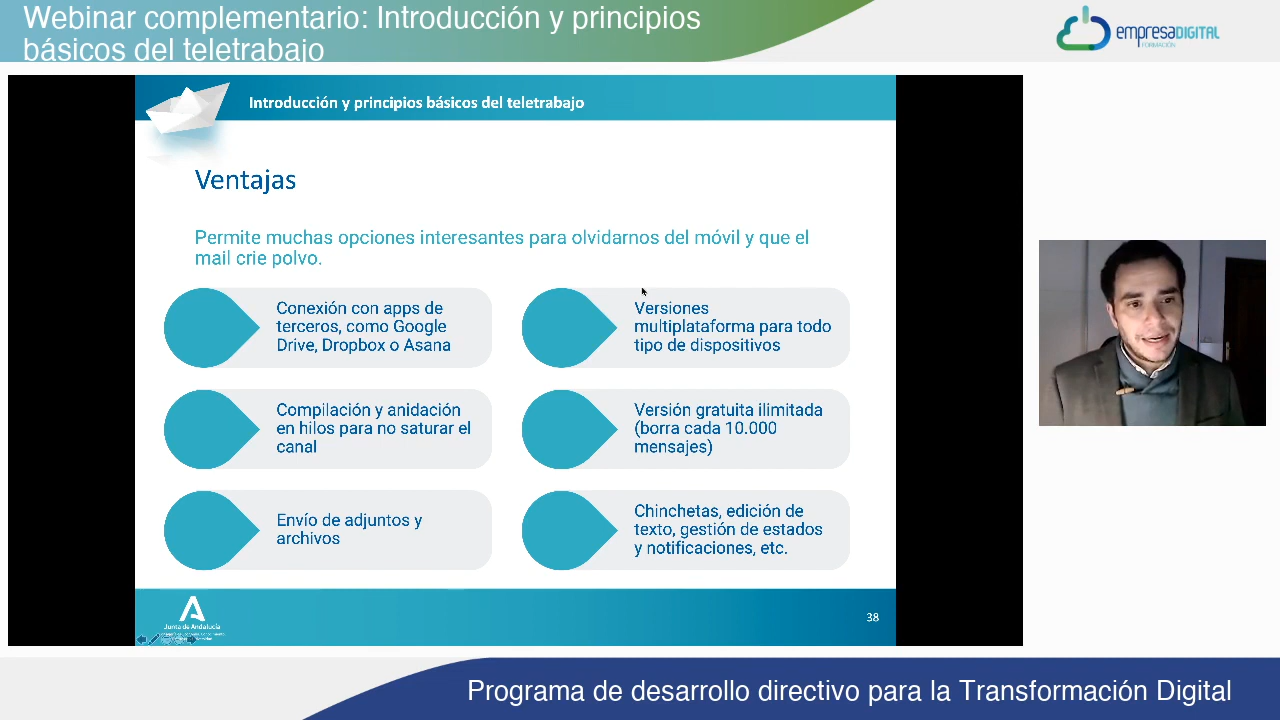 Webinar complementario: Introducción y principios
básicos del teletrabajo
empresaDIGITAL
FORMACIÓN
Introducción y principios básicos del teletrabajo
Ventajas
Permite muchas opciones interesantes para olvidarnos del móvil y que el
mail crie polvo.
Conexión con apps de
terceros, como Google
Drive, Dropbox o Asana
Versiones
multiplataforma para todo
tipo de dispositivos
Compilación y anidación
en hilos para no saturar el
canal
Versión gratuita ilimitada
(borra cada 10.000
mensajes)
Envío de adjuntos y
archivos
Chinchetas, edición de
texto, gestión de estados
y notificaciones, etc.
Junta de Andalucía
38
Programa de desarrollo directivo para la Transformación Digital